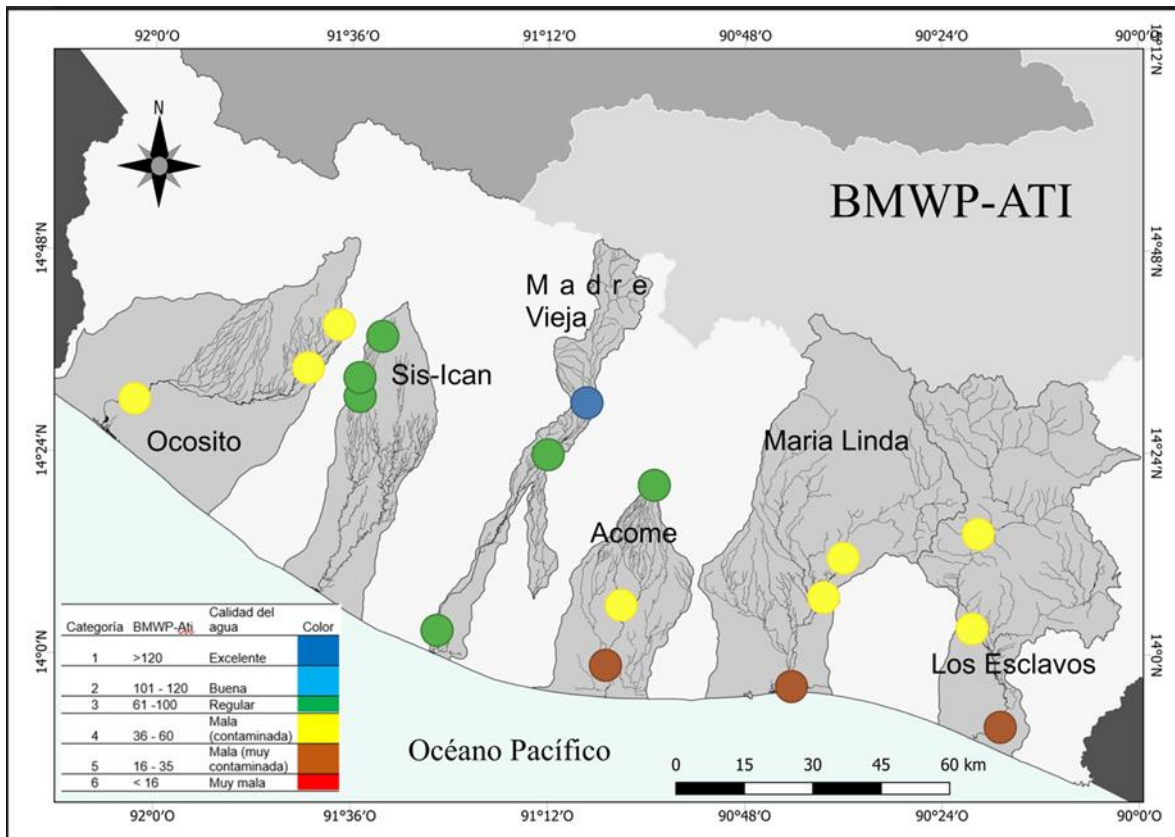 92°0'O 91°36'O 91°12'O 90°48'O 90°24'O 90°0'O
15°12'N
N
BMWP-ATI
14°48'N 14°48'N
Madre
Vieja
Sis-Ican
Ocosito
Maria Linda
14°24'N 14°24'N
Acome
Los Esclavos
14°0'N 14°0'N
Categoría BMWP-Ati Calidad del agua Color
1 >120 Excelente
2 101 - 120 Buena
3 61 -100 Regular
4 36 - 60 Mala (contaminada)
5 16 - 35 Mala (muy contaminada)
6 < 16 Muy mala
Océano Pacífico
0 15 30 45 60 km
92°0'O 91°36'O 91°12'O 90°48'O 90°24'O 90°0'O